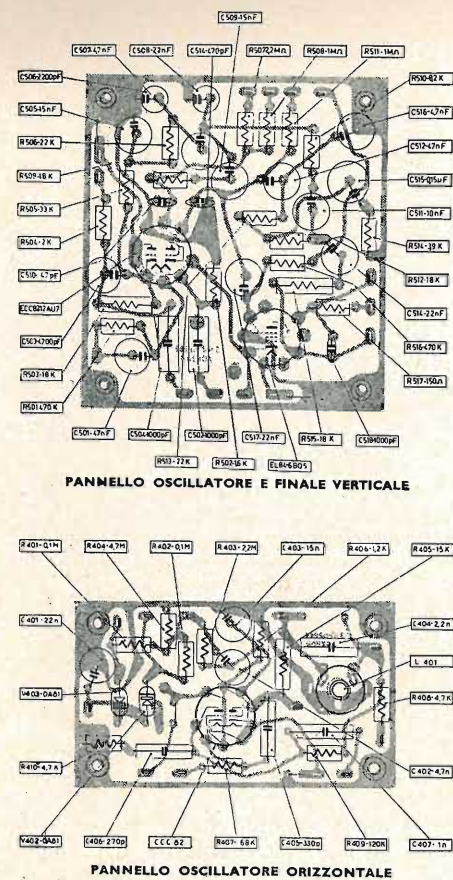 C509-15nF
C507-4,7nF
C508-22nF
C514-470pF
R507-2,2MΩ
R508-1MΩ
R511-1MΩ
C506-2200pF
R510-8,2K
C505-15nF
C516-4,7nF
R506-22K
C512-47nF
R509-18K
C515-0,15µF
R505-33K
C511-10nF
R504-2K
R514-39K
C510-47pF
R512-18K
ECC82-12AU7
C514-22nF
C503-4700pF
R516-470K
R503-18K
R517-150Ω
R501-470K
C501-47nF
C504-1000pF
C502-1000pF
C517-22nF
R515-18K
C518-1000pF
R513-22K
R502-1,6K
EL84-6BQ5
PANNELLO OSCILLATORE E FINALE VERTICALE
R401-0,1M
R404-4,7M
R402-0,1M
R403-2,2M
C403-15n
R406-1,2K
R405-15K
C401-22n
C404-2,2n
L 401
V403-OA81
R408-4,7K
R410-4,7K
C402-4,7n
V402-OA81
C406-270p
CCC 82
R407-68K
C405-330p
R409-120K
C407-1n
PANNELLO OSCILLATORE ORIZZONTALE